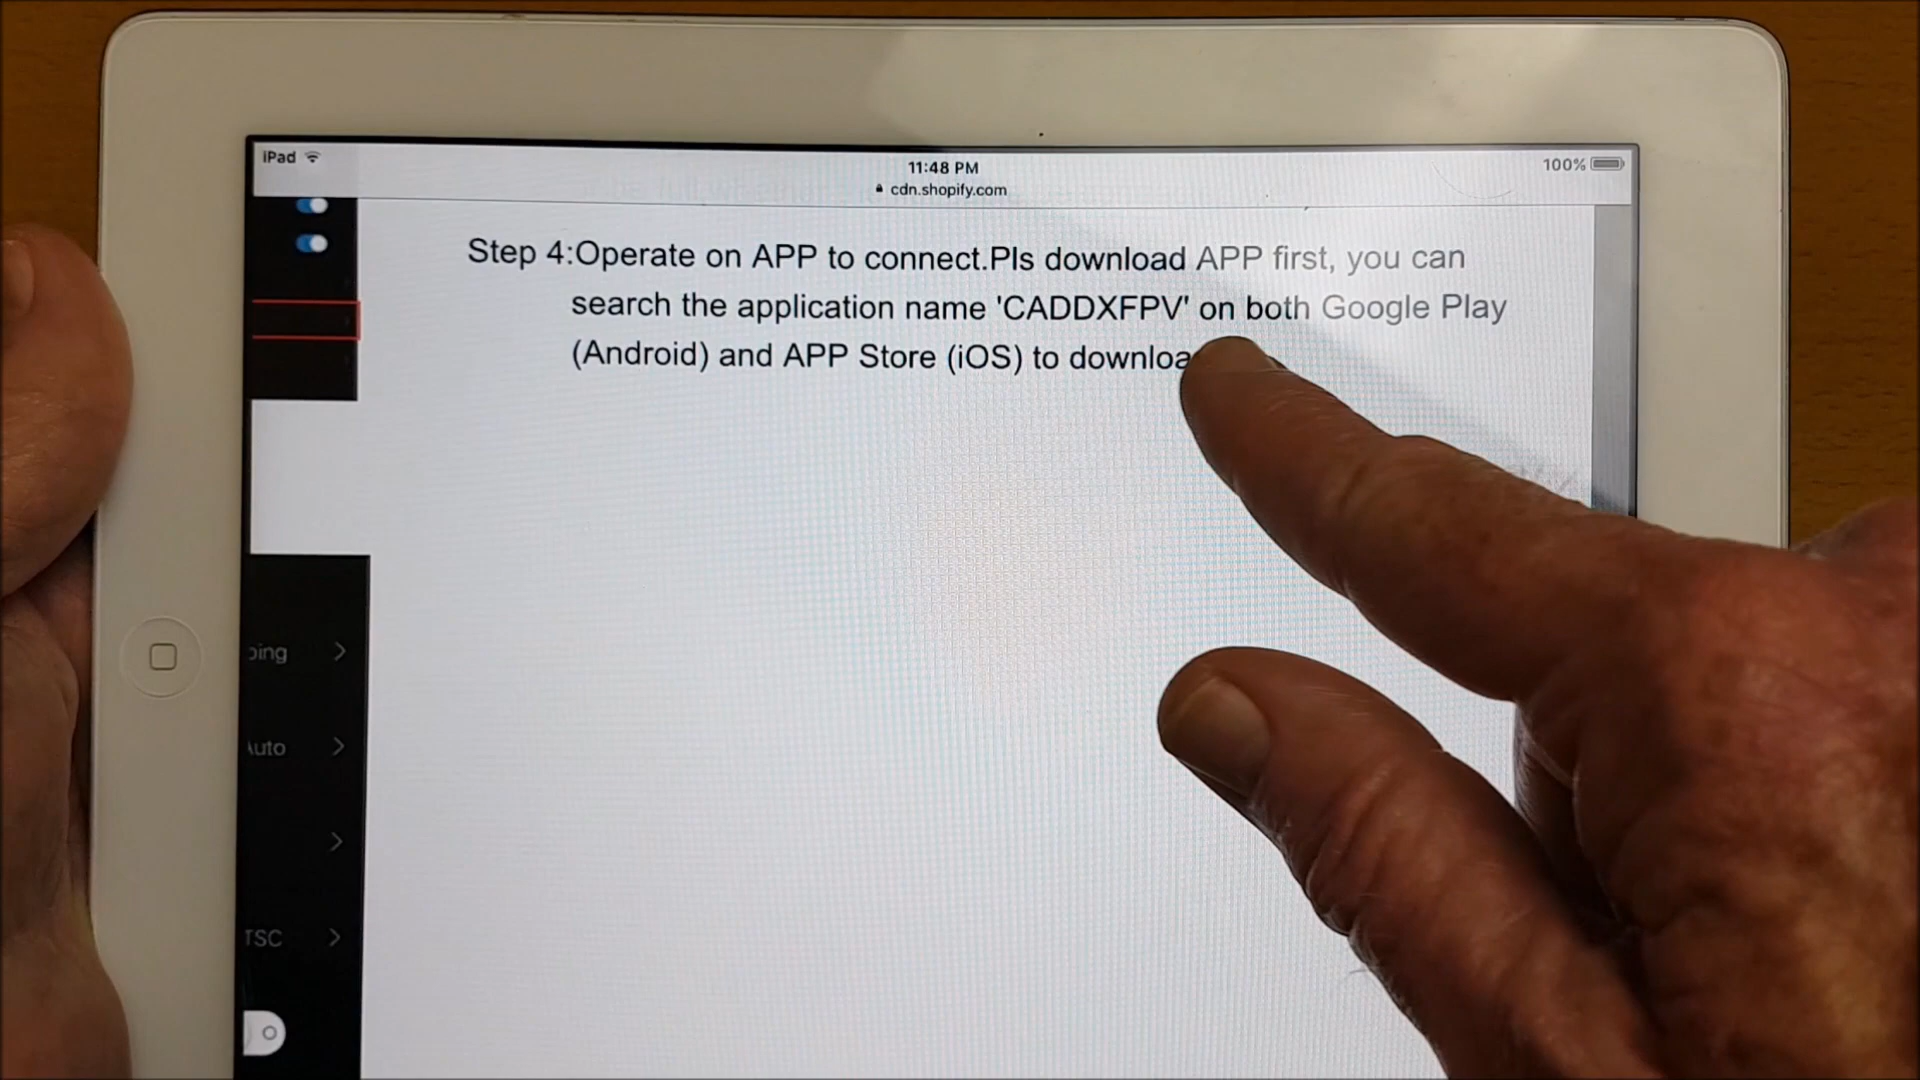 iPad
11:48 PM
100%
cdn.shopify.com
Step 4:Operate on APP to connect.Pls download APP first, you can
search the application name 'CADDXFPV' on both Google Play
(Android) and APP Store (iOS) to downloa
ping
Auto
TSC